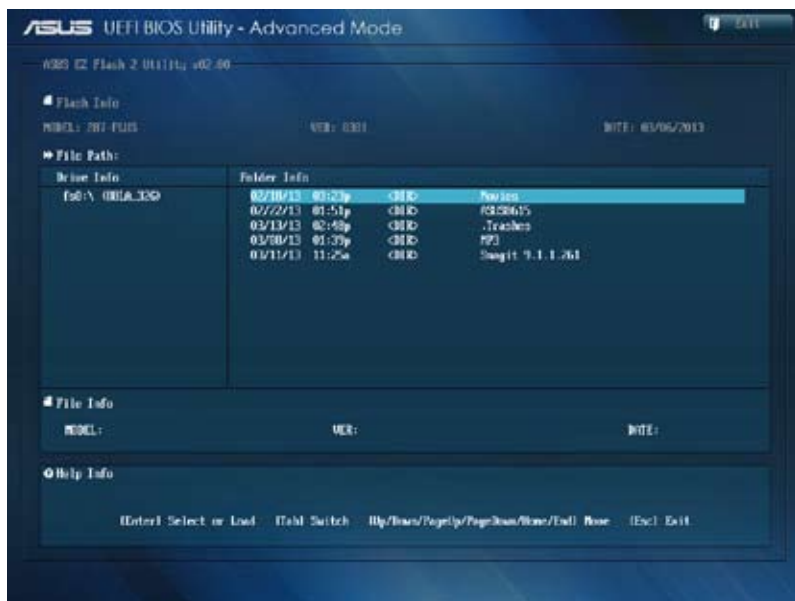 ASUS UEFI BIOS Utility - Advanced Mode
Exit
ASUS EZ Flash 2 Utility v02.00
Flash Info
MODEL: Z87-PLUS VER: 0301 DATE: 03/06/2013
File Path:
Drive Info Folder Info
fs0:\ 02/18/13 03:23p <DIR> Movies
02/22/13 01:51p <DIR>
03/13/13 02:48p <DIR> .Trashes
03/08/13 01:39p <DIR> MP3
03/11/13 11:25a <DIR> Snagit 9.1.1.261
File Info
MODEL: VER: DATE:
Help Info
[Enter] Select or Load [Tab] Switch [Up/Down/PageUp/PageDown/Home/End] Move [Esc] Exit